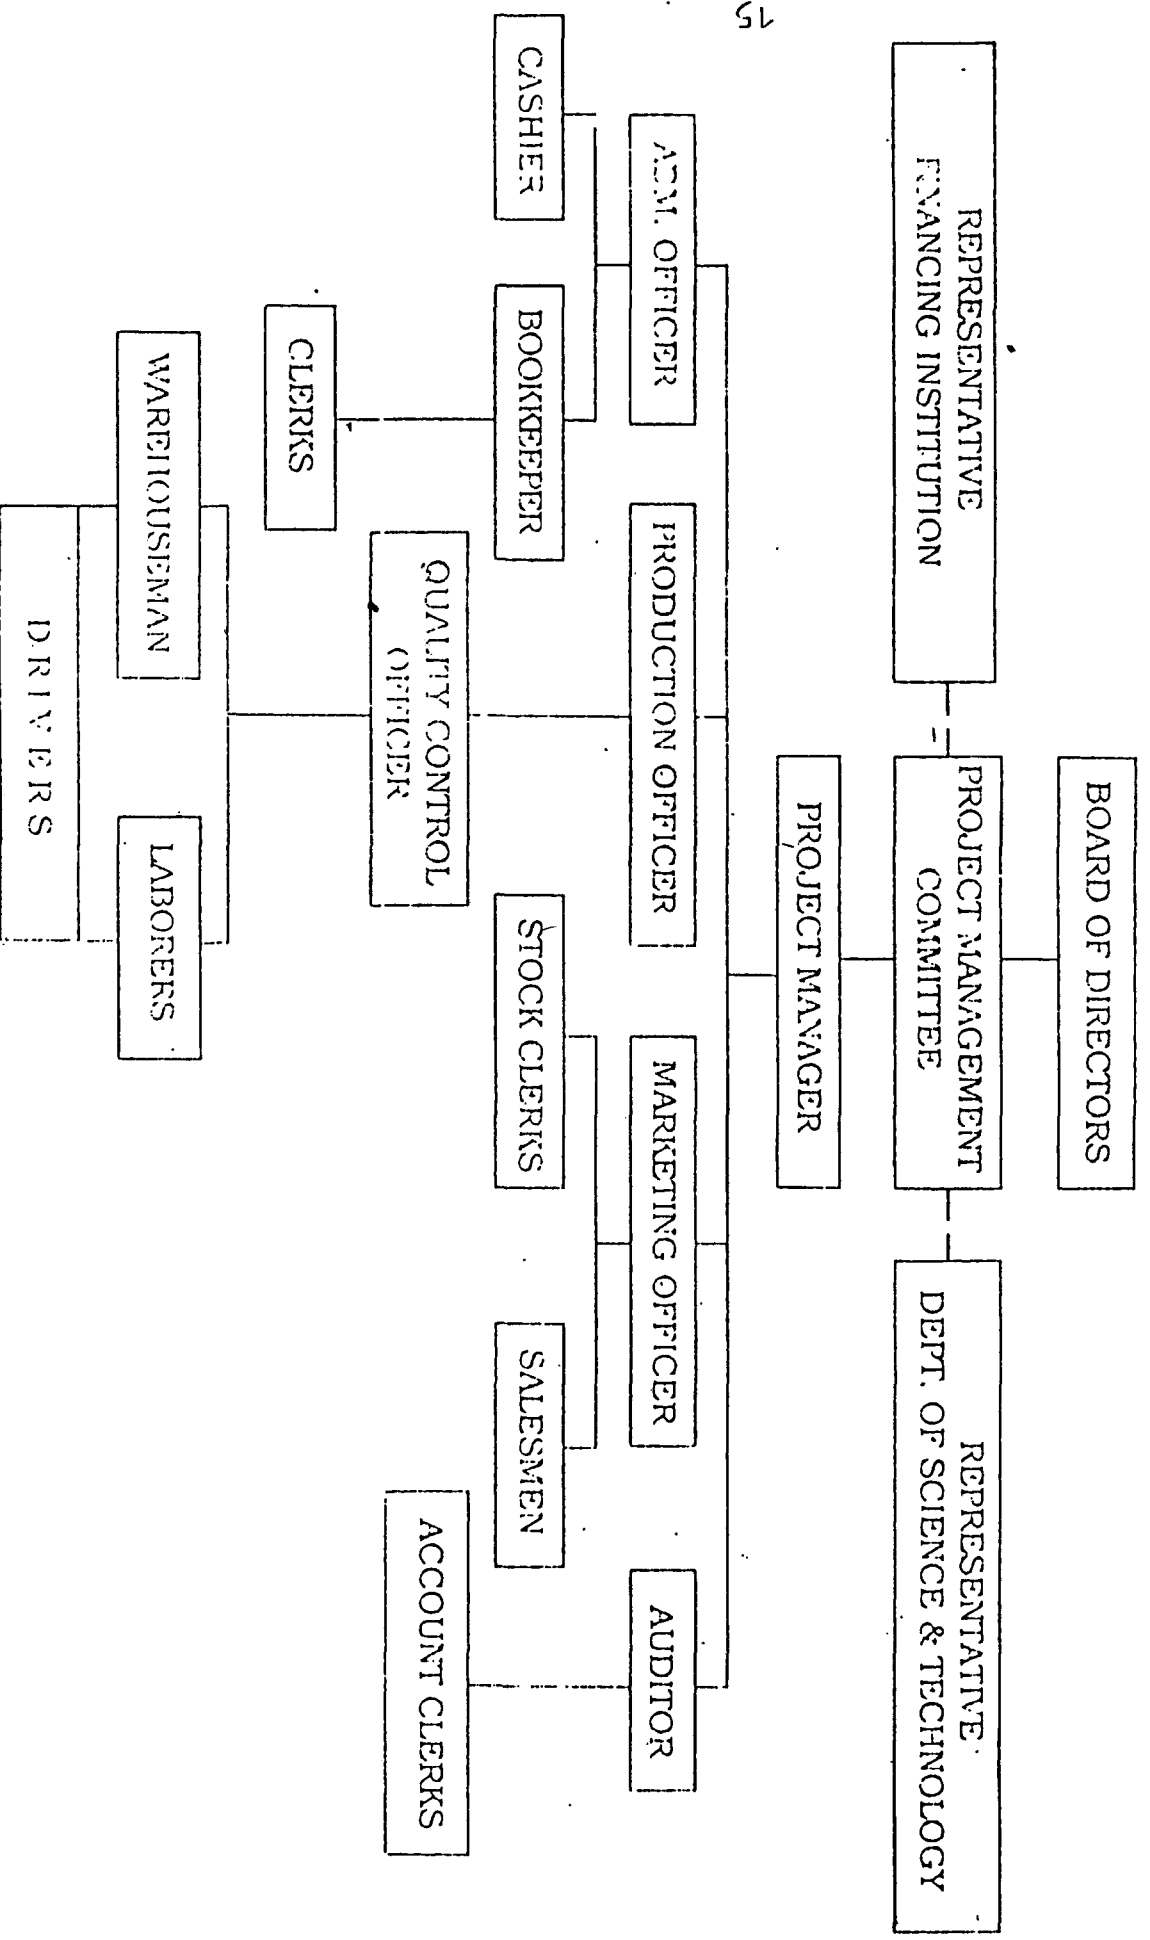 BOARD OF DIRECTORS
REPRESENTATIVE
FINANCING INSTITUTION
PROJECT MANAGEMENT
COMMITTEE
REPRESENTATIVE
DEPT. OF SCIENCE & TECHNOLOGY
PROJECT MANAGER
ADM. OFFICER
PRODUCTION OFFICER
MARKETING OFFICER
AUDITOR
CASHIER
BOOKKEEPER
STOCK CLERKS
SALESMEN
QUALITY CONTROL
OFFICER
ACCOUNT CLERKS
CLERKS
WAREHOUSEMAN
LABORERS
DRIVERS
15